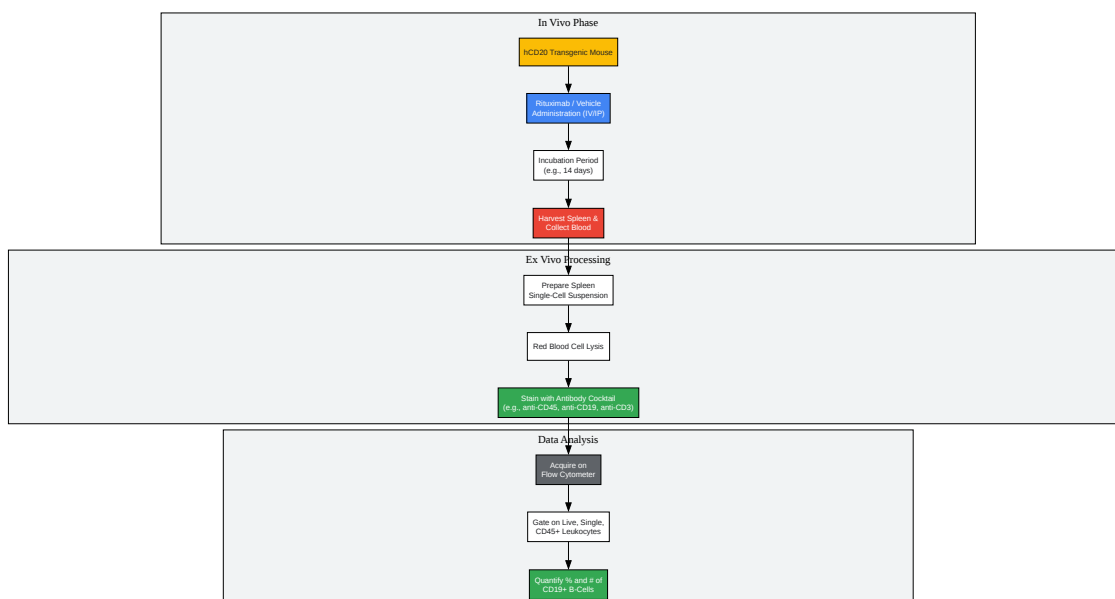 In Vivo Phase
hCD20 Transgenic Mouse
Rituximab / Vehicle
Administration (IV/IP)
Incubation Period
(e.g., 14 days)
Harvest Spleen &
Collect Blood
Ex Vivo Processing
Prepare Spleen
Single-Cell Suspension
Red Blood Cell Lysis
Stain with Antibody Cocktail
(e.g., anti-CD45, anti-CD19, anti-CD3)
Data Analysis
Acquire on
Flow Cytometer
Gate on Live, Single,
CD45+ Leukocytes
Quantify % and # of
CD19+ B-Cells